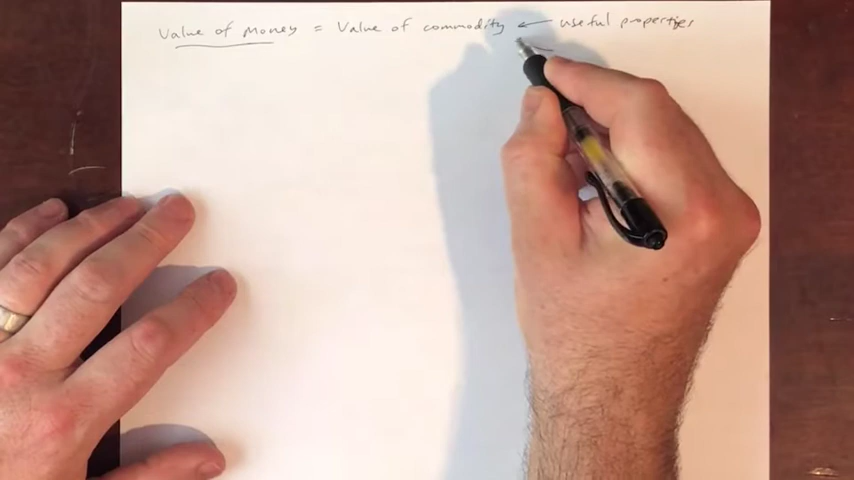 Value of Money = Value of commodity ← useful properties